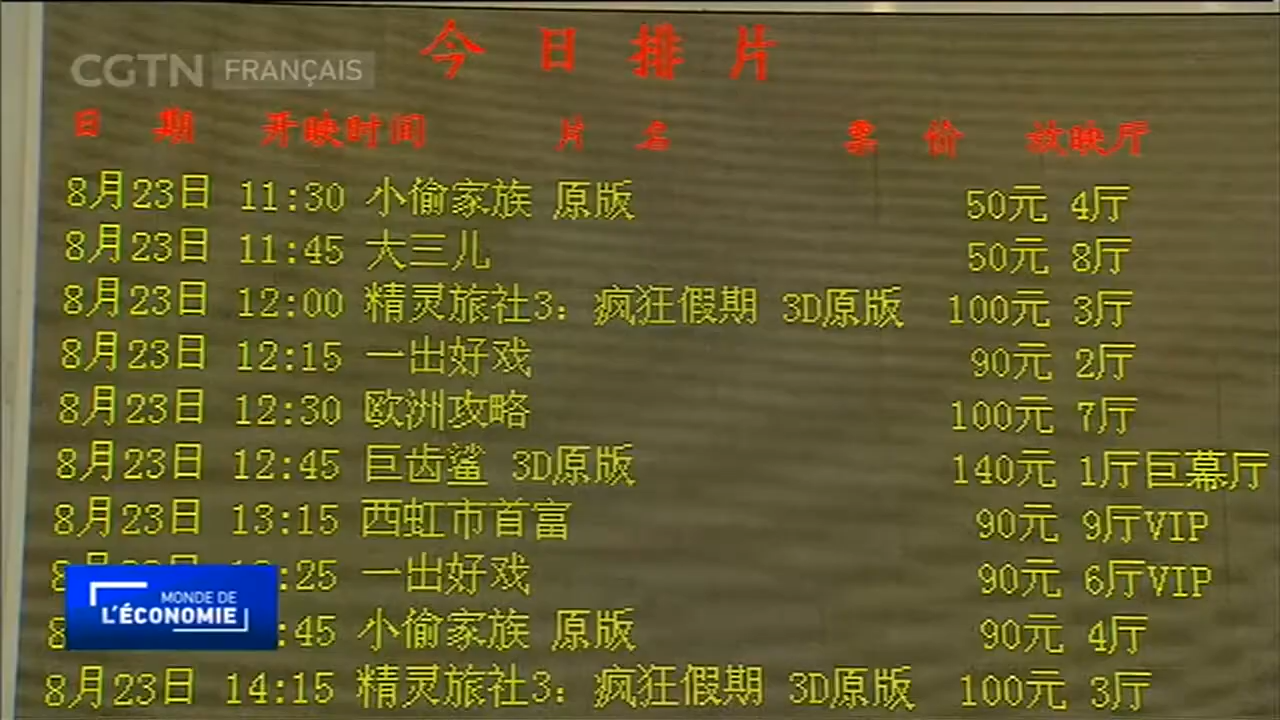 CGTN FRANÇAIS
今日排片
日期 开映时间 片名 票价 放映厅
8月23日 11:30 小偷家族 原版 50元 4厅
8月23日 11:45 大三儿 50元 8厅
8月23日 12:00 精灵旅社3：疯狂假期 3D原版 100元 3厅
8月23日 12:15 一出好戏 90元 2厅
8月23日 12:30 欧洲攻略 100元 7厅
8月23日 12:45 巨齿鲨 3D原版 140元 1厅巨幕厅
8月23日 13:15 西虹市首富 90元 9厅VIP
:25 一出好戏 90元 6厅VIP
:45 小偷家族 原版 90元 4厅
8月23日 14:15 精灵旅社3：疯狂假期 3D原版 100元 3厅
MONDE DE
L'ÉCONOMIE